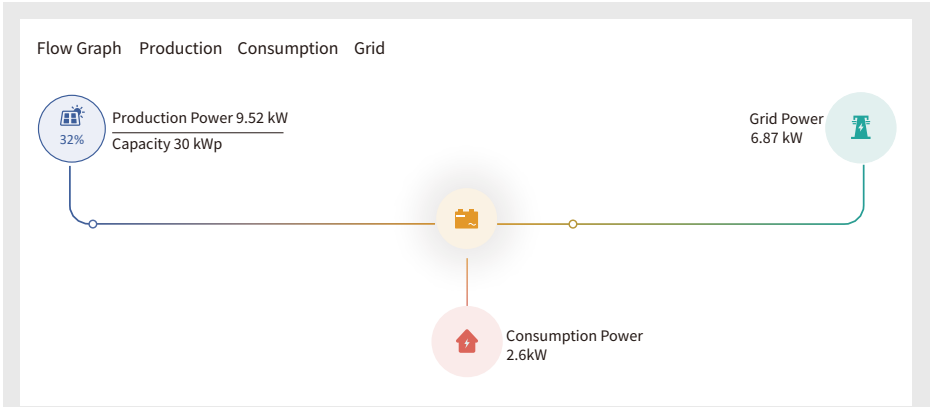 Flow Graph Production Consumption Grid
32%
Production Power 9.52 kW
Capacity 30 kWp
Grid Power
6.87 kW
Consumption Power
2.6kW